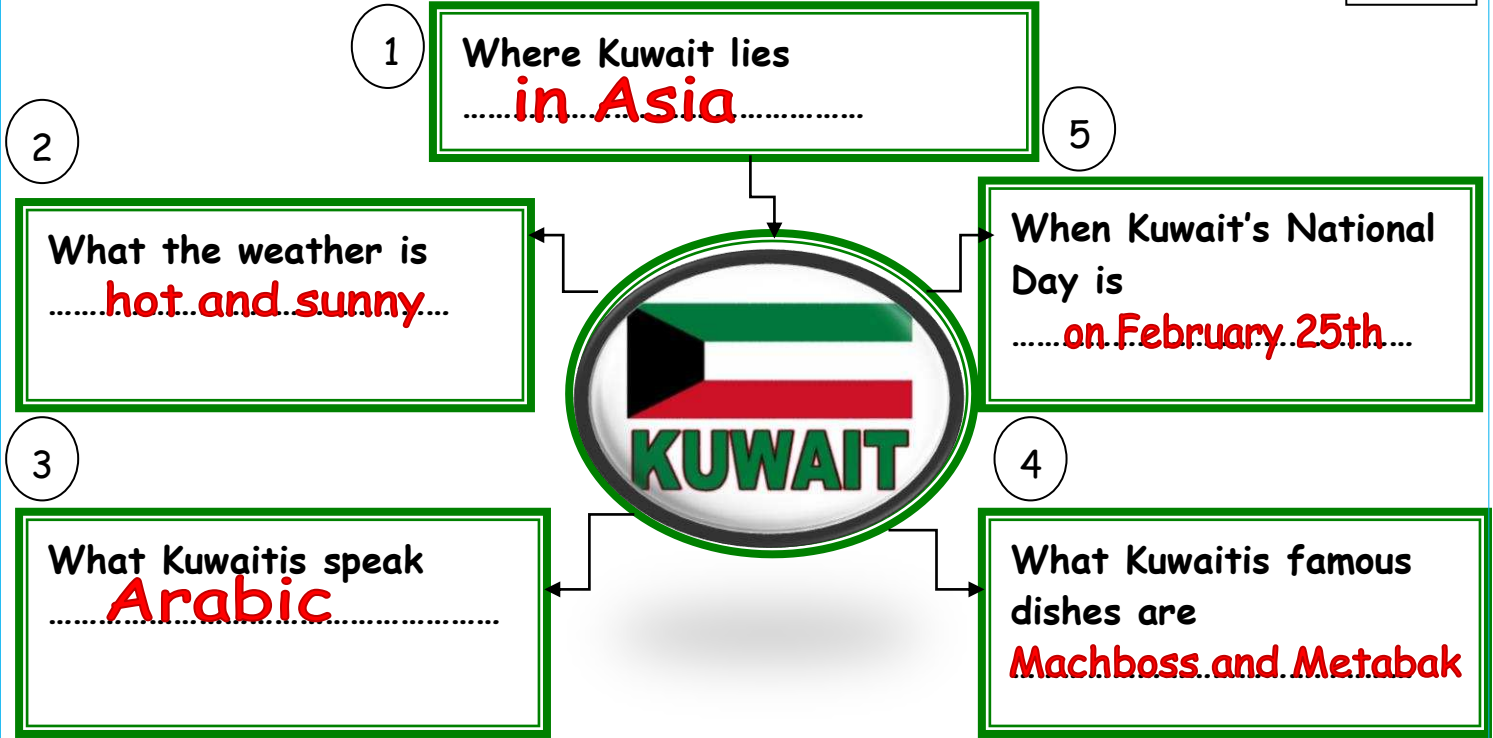 1
Where Kuwait lies
……in Asia………………
2
What the weather is
……hot and sunny……
3
What Kuwaitis speak
……Arabic………………
KUWAIT
5
When Kuwait's National
Day is
……on February 25th……
4
What Kuwaitis famous
dishes are
Machboss and Metabak